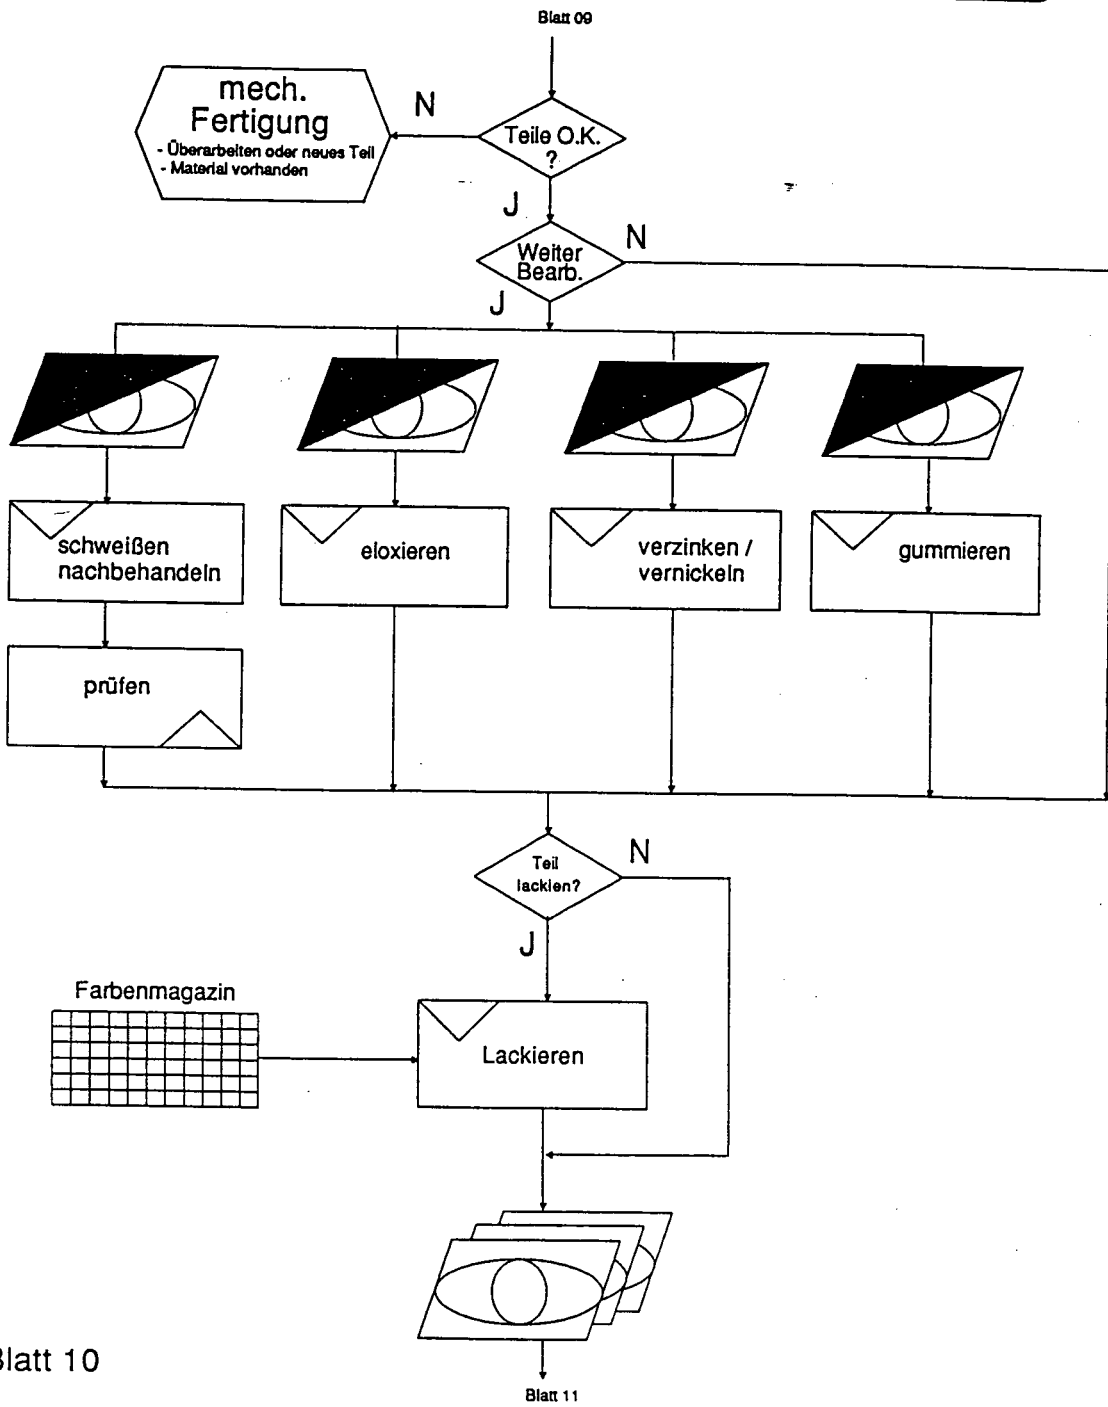 Blatt 09
mech.
Fertigung
- Überarbeiten oder neues Teil
- Material vorhanden
N
Teile O.K.
?
J
Weiter
Bearb.
N
J
schweißen
nachbehandeln
eloxieren
verzinken /
vernickeln
gummieren
prüfen
Teil
lackien?
N
J
Farbenmagazin
Lackieren
Blatt 10
Blatt 11